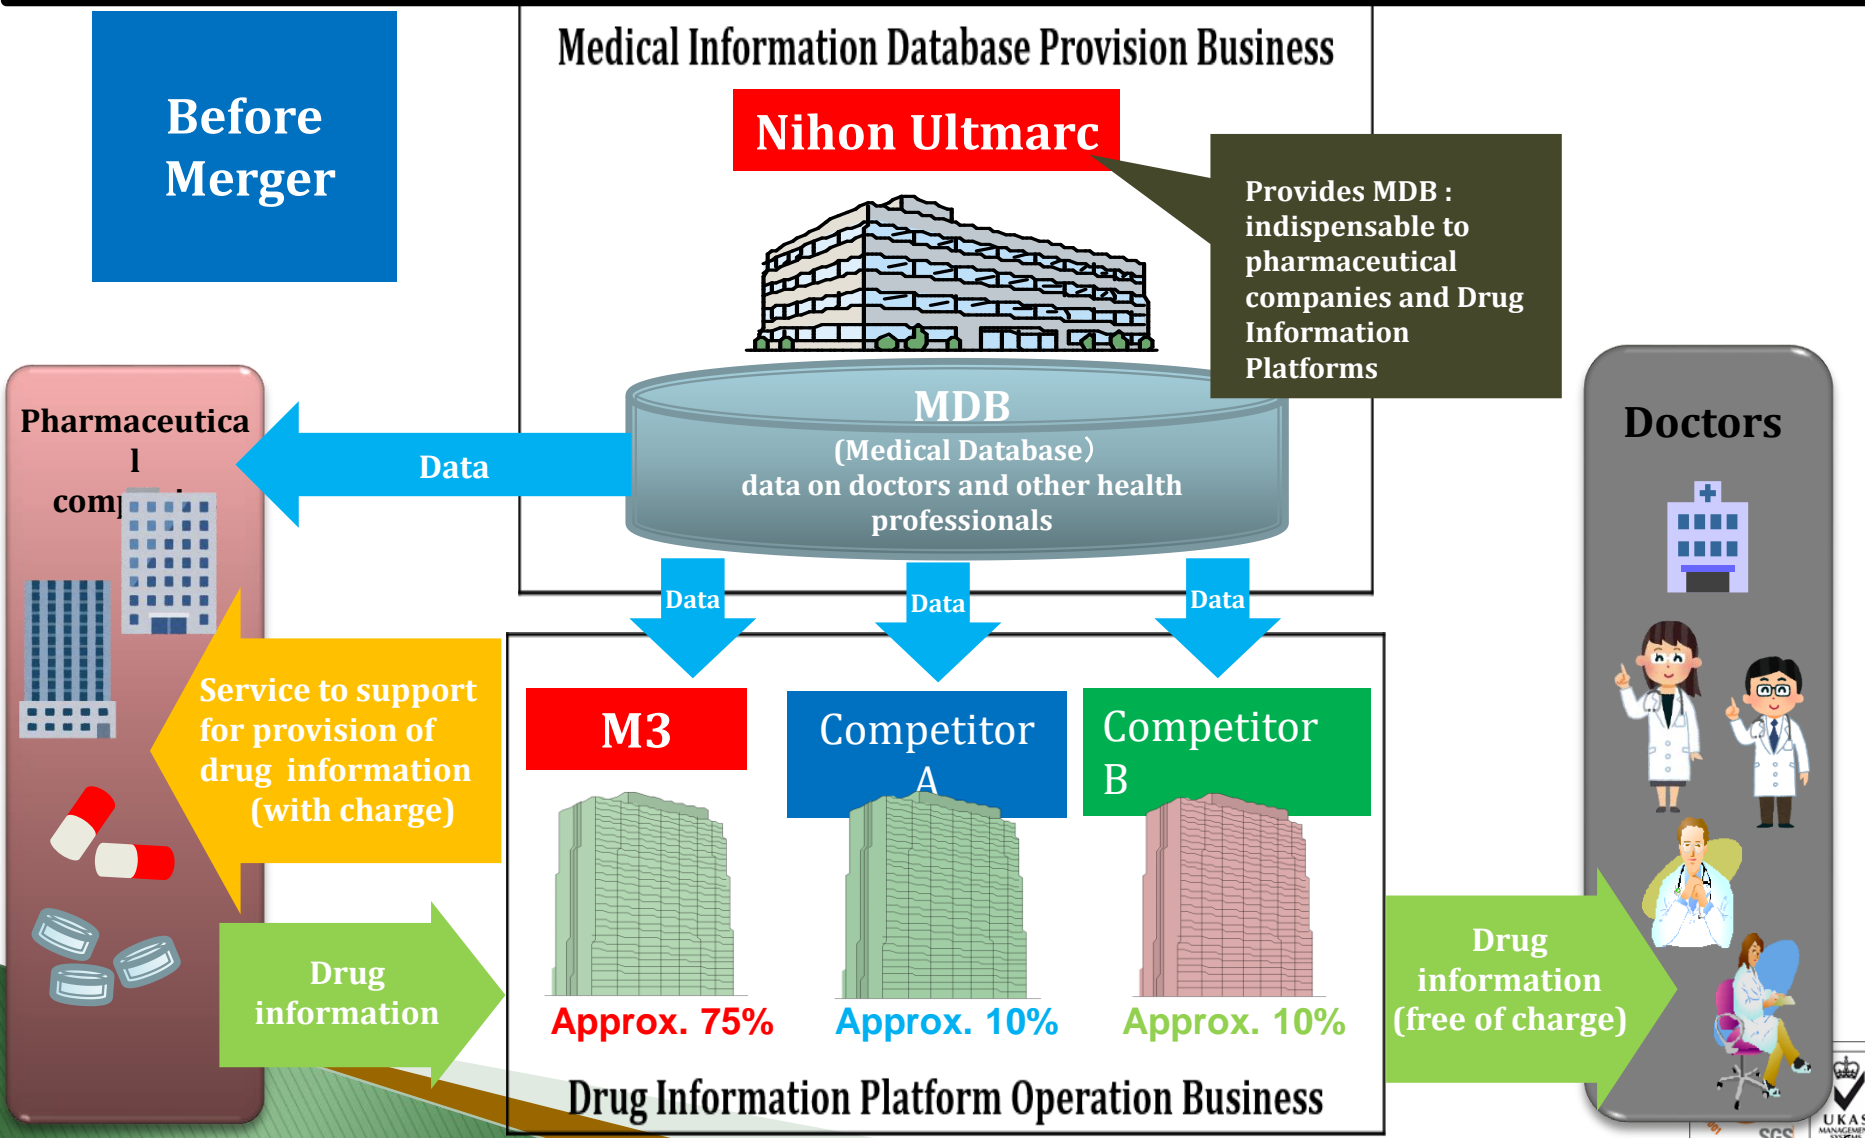 Before
Merger
Medical Information Database Provision Business
Nihon Ultmarc
Provides MDB :
indispensable to
pharmaceutical
companies and Drug
Information
Platforms
MDB
(Medical Database）
data on doctors and other health
professionals
Pharmaceutica
l
Data
Data
Data
Data
Doctors
Service to support
for provision of
drug information
(with charge)
M3
Competitor
A
Competitor
B
Drug
information
Approx. 75%
Approx. 10%
Approx. 10%
Drug
information
(free of charge)
Drug Information Platform Operation Business
UKAS
SGS